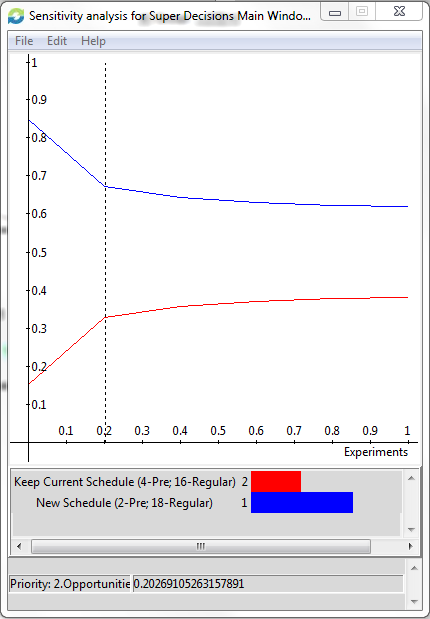 Sensitivity analysis for Super Decisions Main Windo...
File Edit Help
1
0.9
0.8
0.7
0.6
0.5
0.4
0.3
0.2
0.1
0.1 0.2 0.3 0.4 0.5 0.6 0.7 0.8 0.9 1
Experiments
Keep Current Schedule (4-Pre; 16-Regular) 2
New Schedule (2-Pre; 18-Regular) 1
Priority: 2.Opportunitie 0.20269105263157891